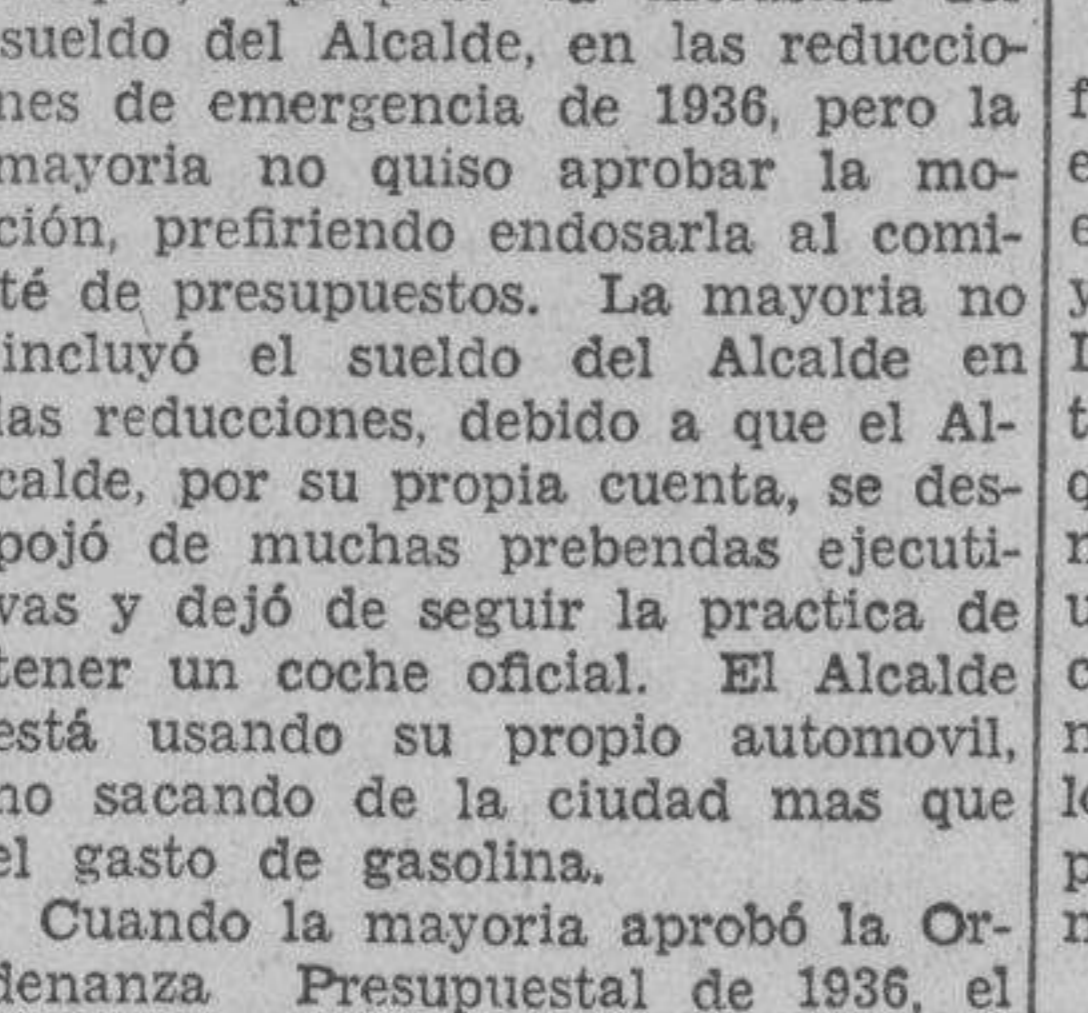 sueldo del Alcalde, en las reduccio-
nes de emergencia de 1936, pero la
mayoria no quiso aprobar la mo-
ción, prefiriendo endosarla al comi-
té de presupuestos. La mayoria no
incluyó el sueldo del Alcalde en
las reducciones, debido a que el Al-
calde, por su propia cuenta, se des-
pojó de muchas prebendas ejecuti-
vas y dejó de seguir la practica de
tener un coche oficial. El Alcalde
está usando su propio automovil,
no sacando de la ciudad mas que
el gasto de gasolina.
Cuando la mayoria aprobó la Or-
denanza Presupuestal de 1936, el